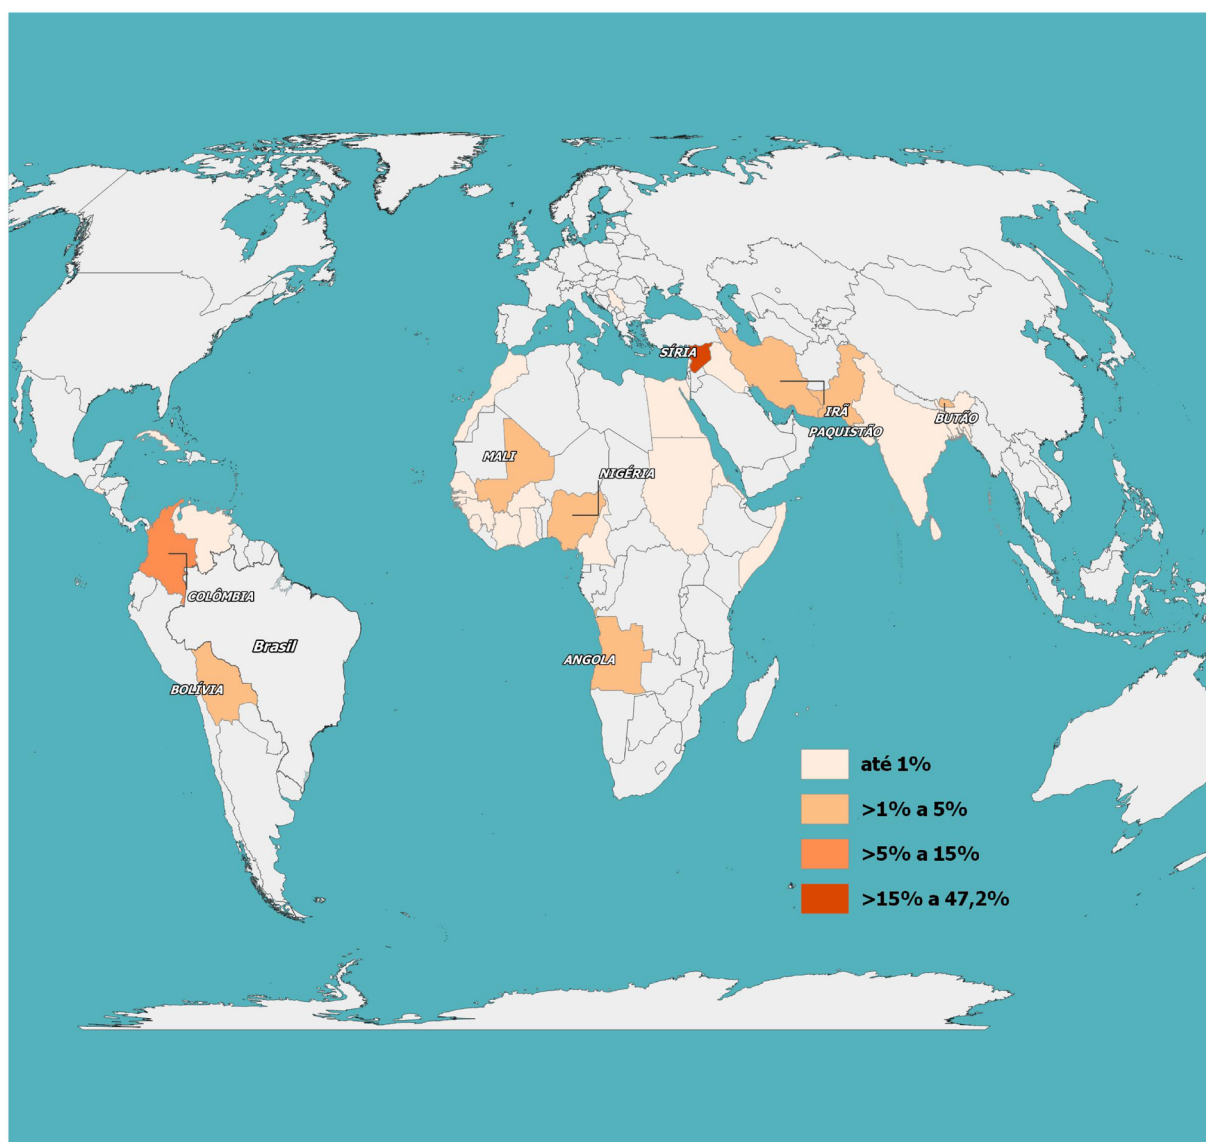 SÍRIA
IRÃ
PAQUISTÃO
BUTÃO
MALI
NIGÉRIA
COLÔMBIA
Brasil
ANGOLA
BOLÍVIA
até 1%
>1% a 5%
>5% a 15%
>15% a 47,2%